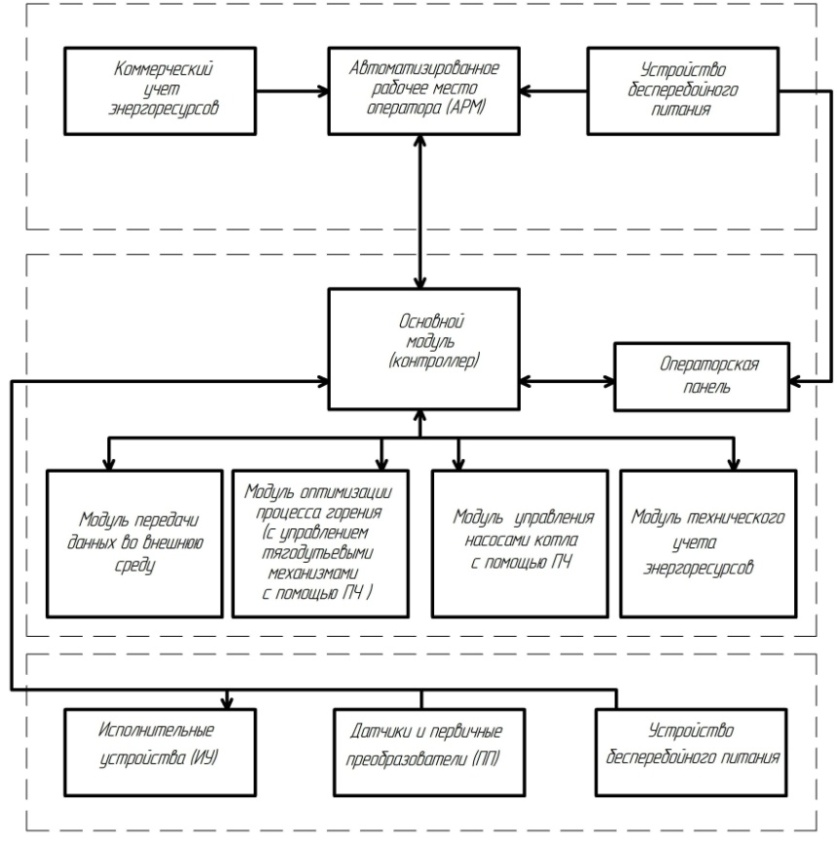 Коммерческий
учет
энергоресурсов
Автоматизированное
рабочее место
оператора (АРМ)
Устройство
бесперебойного
питания
Основной
модуль
(контроллер)
Операторская
панель
Модуль передачи
данных во внешнюю
среду
Модуль оптимизации
процесса горения
(с управлением
тягодутьевыми
механизмами
с помощью ПЧ )
Модуль управления
насосами котла
с помощью ПЧ
Модуль технического
учета
энергоресурсов
Исполнительные
устройства (ИУ)
Датчики и первичные
преобразователи (ПП)
Устройство
бесперебойного питания